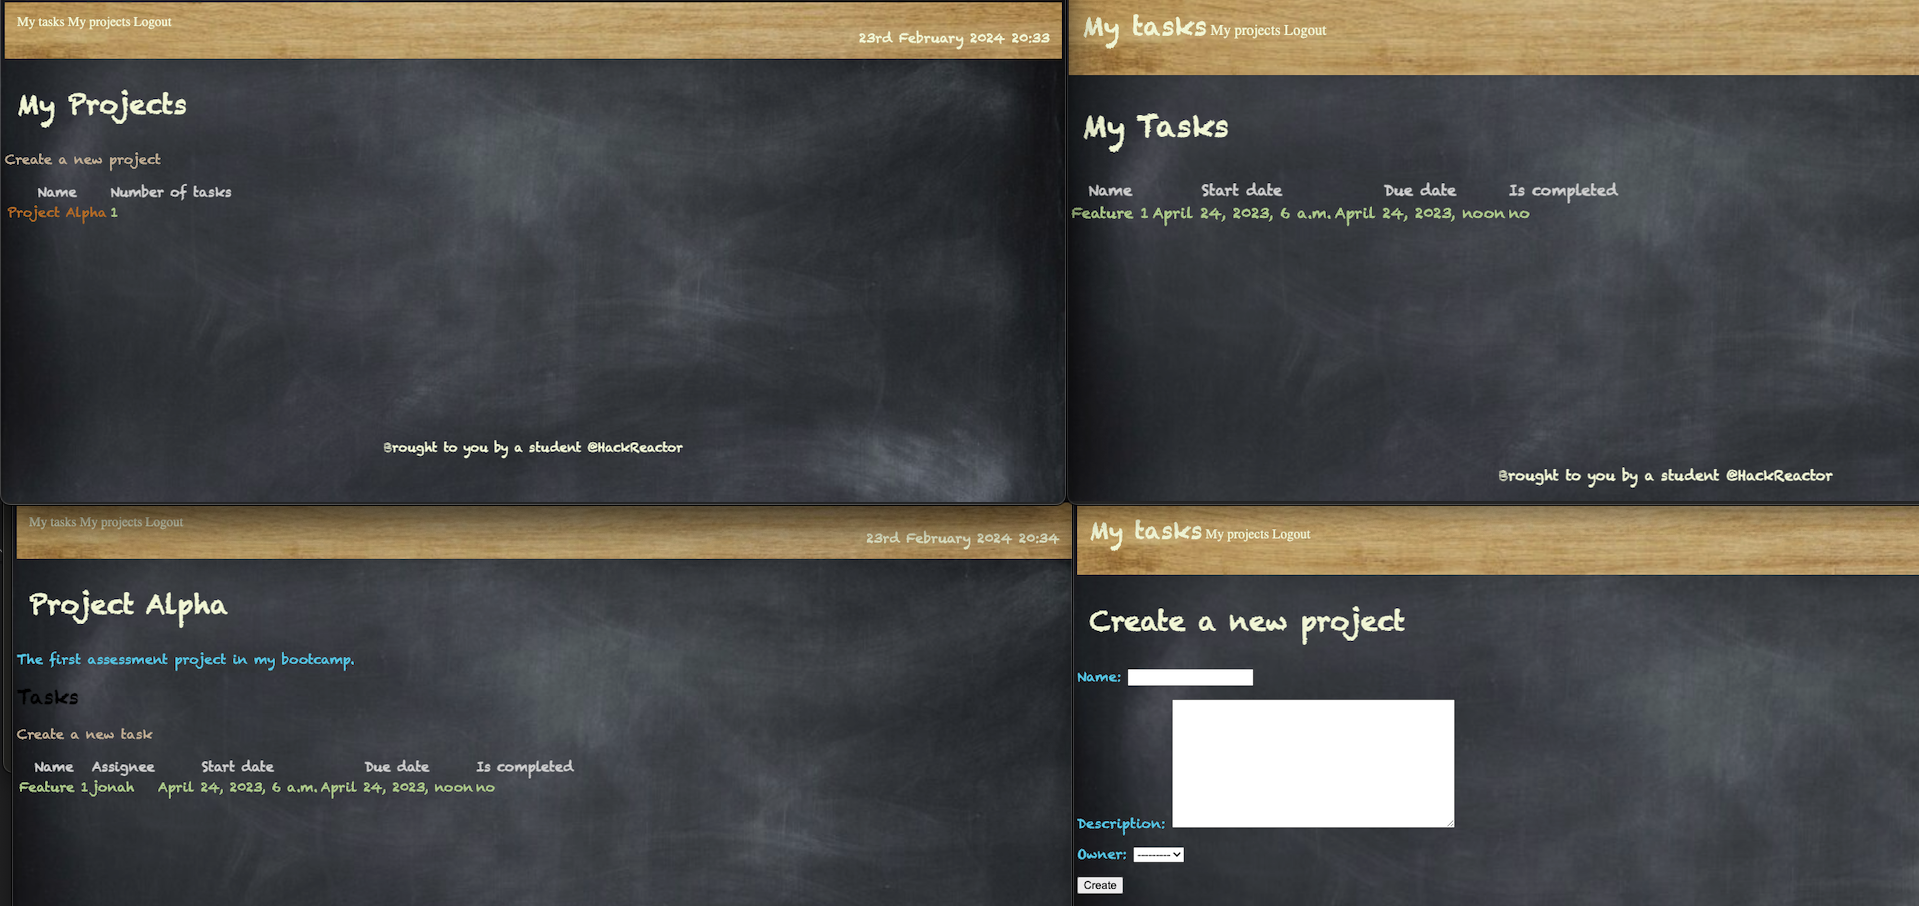 My tasks My projects Logout
23rd February 2024 20:33
My Projects
Create a new project
Name Number of tasks
Project Alpha 1
Brought to you by a student @HackReactor
My tasks My projects Logout
My Tasks
Name Start date Due date Is completed
Feature 1 April 24, 2023, 6 a.m. April 24, 2023, noon no
Brought to you by a student @HackReactor
My tasks My projects Logout
23rd February 2024 20:34
Project Alpha
The first assessment project in my bootcamp.
Tasks
Create a new task
Name Assignee Start date Due date Is completed
Feature 1 jonah April 24, 2023, 6 a.m. April 24, 2023, noon no
My tasks My projects Logout
Create a new project
Name:
Description:
Owner: ---------
Create